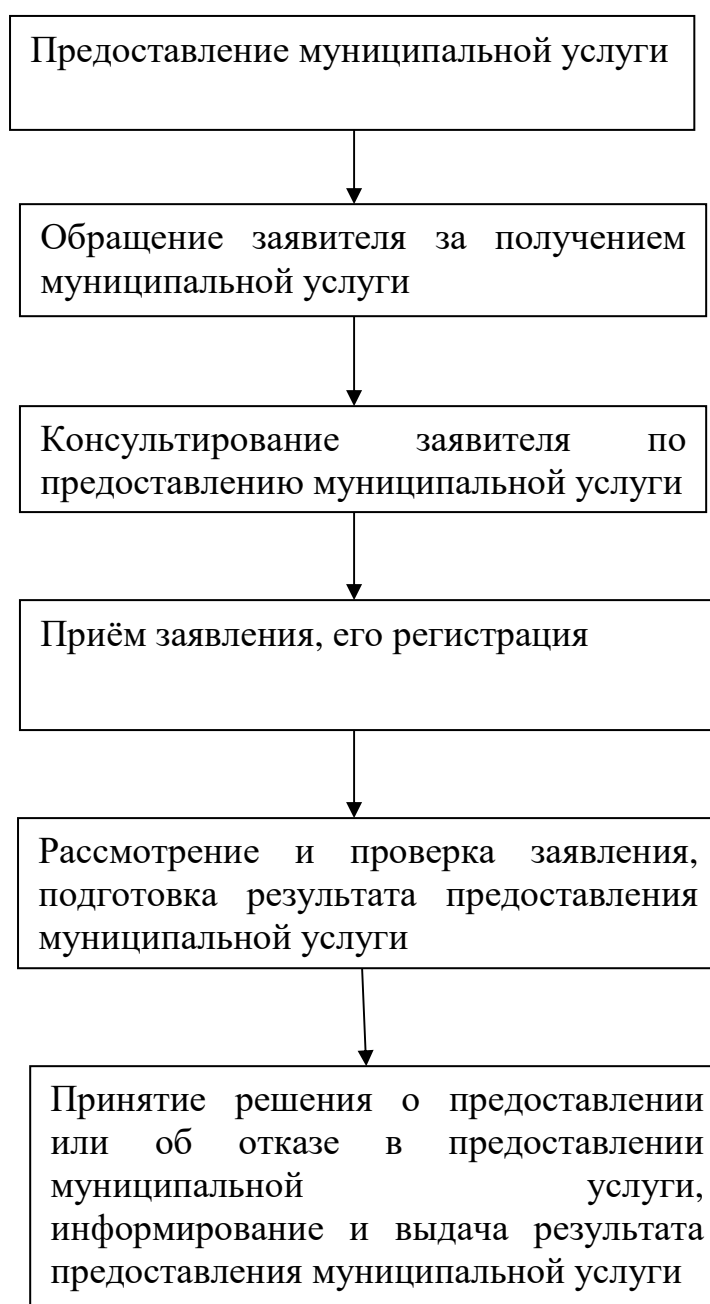 Предоставление муниципальной услуги
Обращение заявителя за получением
муниципальной услуги
Консультирование заявителя по
предоставлению муниципальной услуги
Приём заявления, его регистрация
Рассмотрение и проверка заявления,
подготовка результата предоставления
муниципальной услуги
Принятие решения о предоставлении
или об отказе в предоставлении
муниципальной услуги,
информирование и выдача результата
предоставления муниципальной услуги